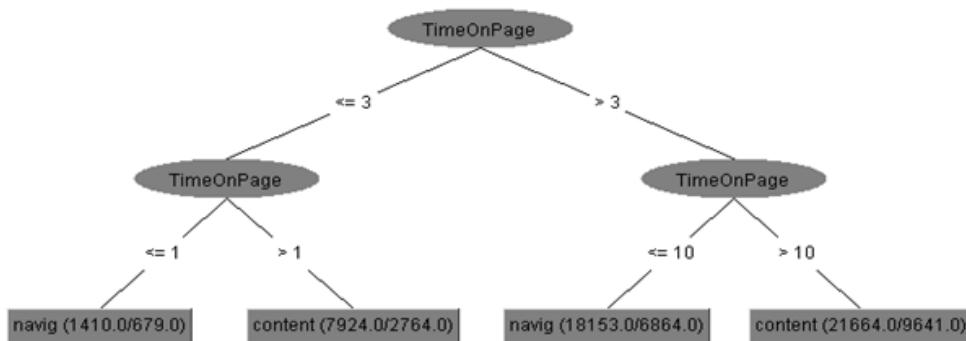 TimeOnPage
<= 3
> 3
TimeOnPage
TimeOnPage
<= 1
> 1
<= 10
> 10
navig (1410.0/679.0)
content (7924.0/2764.0)
navig (18153.0/6864.0)
content (21664.0/9641.0)